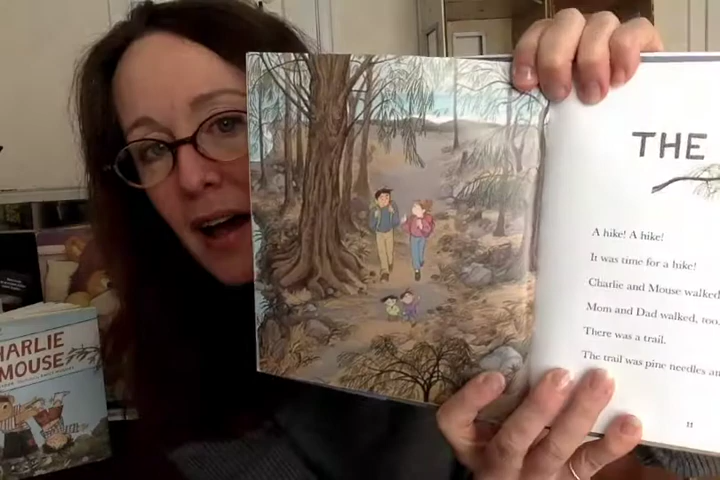 THE
A hike! A hike!
It was time for a hike!
Charlie and Mouse walked
Mom and Dad walked, too.
There was a trail.
The trail was pine needles
11
CHARLIE
MOUSE